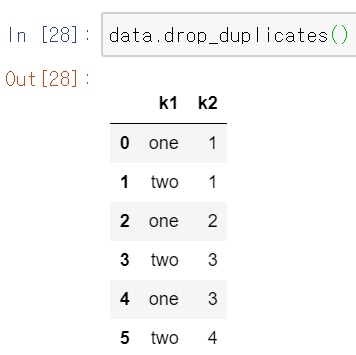 In [28]: data.drop_duplicates()
Out[28]:
k1 k2
0 one 1
1 two 1
2 one 2
3 two 3
4 one 3
5 two 4